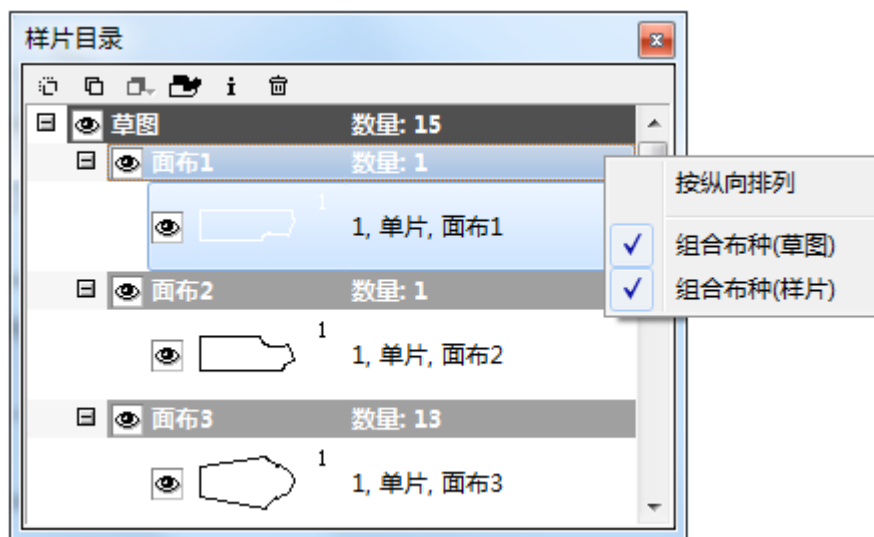 样片目录
草图 数量: 15
面布1 数量: 1
1
1, 单片, 面布1
面布2 数量: 1
1
1, 单片, 面布2
面布3 数量: 13
1
1, 单片, 面布3
按纵向排列
组合布种(草图)
组合布种(样片)